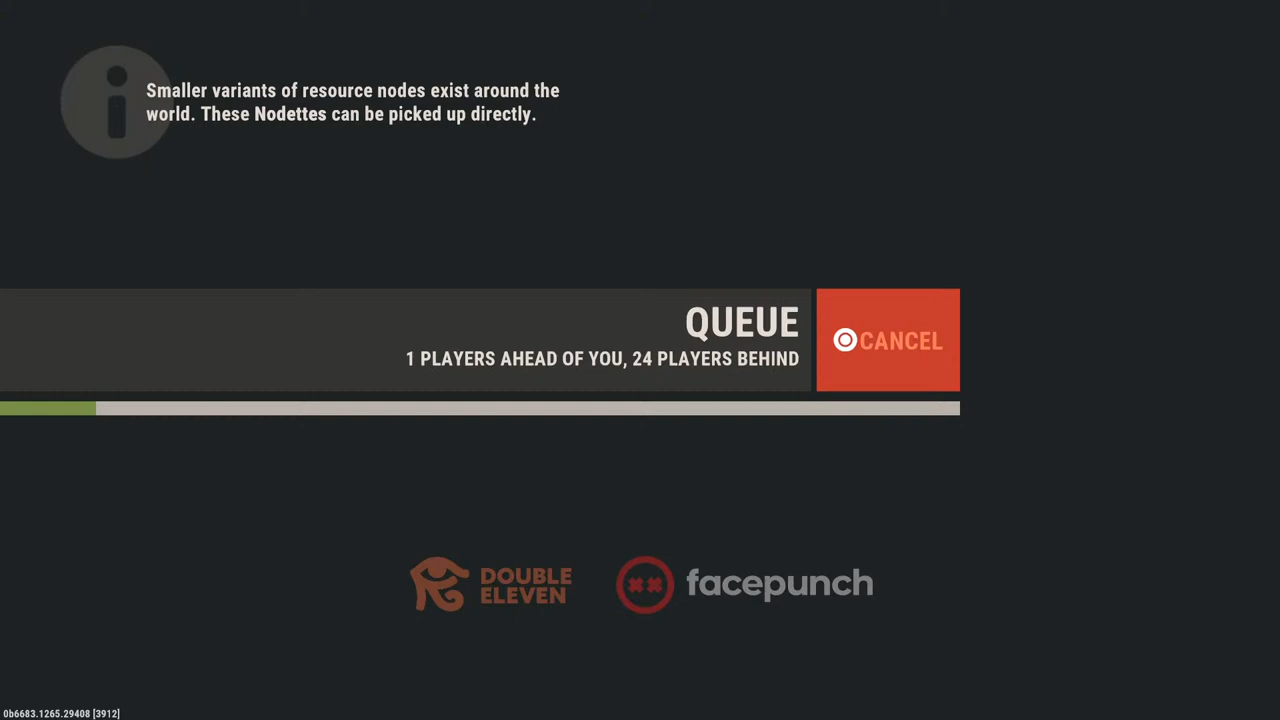 Smaller variants of resource nodes exist around the
world. These Nodettes can be picked up directly.
QUEUE
1 PLAYERS AHEAD OF YOU, 24 PLAYERS BEHIND
CANCEL
DOUBLE
ELEVEN
facepunch
0b6683.1265.29408 [3912]